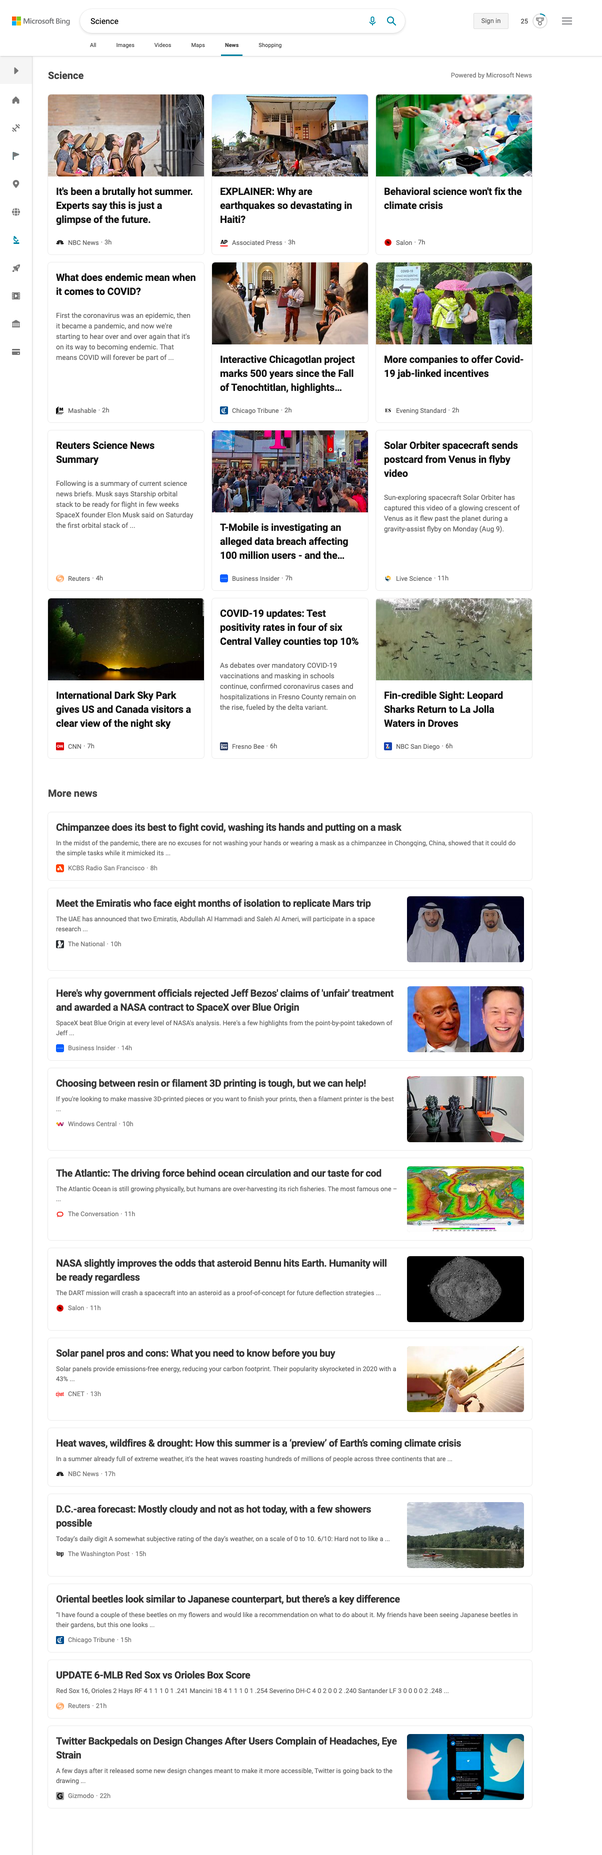 Microsoft Bing
Science
Sign in
25
All Images Videos Maps News Shopping
Science
Powered by Microsoft News
It's been a brutally hot summer.
Experts say this is just a
glimpse of the future.
NBC News · 3h
EXPLAINER: Why are
earthquakes so devastating in
Haiti?
AP Associated Press · 3h
Behavioral science won't fix the
climate crisis
Salon · 7h
What does endemic mean when
it comes to COVID?
First the coronavirus was an epidemic, then
it became a pandemic, and now we're
starting to hear over and over again that it's
on its way to becoming endemic. That
means COVID will forever be part of ...
Mashable · 2h
Interactive Chicagotlan project
marks 500 years since the Fall
of Tenochtitlan, highlights...
Chicago Tribune · 2h
More companies to offer Covid-
19 jab-linked incentives
ES Evening Standard · 2h
Reuters Science News
Summary
Following is a summary of current science
news briefs. Musk says Starship orbital
stack to be ready for flight in few weeks
SpaceX founder Elon Musk said on Saturday
the first orbital stack of ...
Reuters · 4h
T-Mobile is investigating an
alleged data breach affecting
100 million users - and the...
Business Insider · 7h
Solar Orbiter spacecraft sends
postcard from Venus in flyby
video
Sun-exploring spacecraft Solar Orbiter has
captured this video of a glowing crescent of
Venus as it flew past the planet during a
gravity-assist flyby on Monday (Aug 9).
Live Science · 11h
International Dark Sky Park
gives US and Canada visitors a
clear view of the night sky
CNN · 7h
COVID-19 updates: Test
positivity rates in four of six
Central Valley counties top 10%
As debates over mandatory COVID-19
vaccinations and masking in schools
continue, confirmed coronavirus cases and
hospitalizations in Fresno County remain on
the rise, fueled by the delta variant.
Fresno Bee · 6h
Fin-credible Sight: Leopard
Sharks Return to La Jolla
Waters in Droves
NBC San Diego · 6h
More news
Chimpanzee does its best to fight covid, washing its hands and putting on a mask
In the midst of the pandemic, there are no excuses for not washing your hands or wearing a mask as a chimpanzee in Chongqing, China, showed that it could do
the simple tasks while it mimicked its ...
KCBS Radio San Francisco · 8h
Meet the Emiratis who face eight months of isolation to replicate Mars trip
The UAE has announced that two Emiratis, Abdullah Al Hammadi and Saleh Al Ameri, will participate in a space
research ...
The National · 10h
Here's why government officials rejected Jeff Bezos' claims of 'unfair' treatment
and awarded a NASA contract to SpaceX over Blue Origin
SpaceX beat Blue Origin at every level of NASA's analysis. Here's a few highlights from the point-by-point takedown of
Jeff ...
Business Insider · 14h
Choosing between resin or filament 3D printing is tough, but we can help!
If you're looking to make massive 3D-printed pieces or you want to finish your prints, then a filament printer is the best
...
Windows Central · 10h
The Atlantic: The driving force behind ocean circulation and our taste for cod
The Atlantic Ocean is still growing physically, but humans are over-harvesting its rich fisheries. The most famous one –
...
The Conversation · 11h
NASA slightly improves the odds that asteroid Bennu hits Earth. Humanity will
be ready regardless
The DART mission will crash a spacecraft into an asteroid as a proof-of-concept for future deflection strategies ...
Salon · 11h
Solar panel pros and cons: What you need to know before you buy
Solar panels provide emissions-free energy, reducing your carbon footprint. Their popularity skyrocketed in 2020 with a
43% ...
CNET · 13h
Heat waves, wildfires & drought: How this summer is a 'preview' of Earth's coming climate crisis
In a summer already full of extreme weather, it's the heat waves roasting hundreds of millions of people across three continents that are ...
NBC News · 17h
D.C.-area forecast: Mostly cloudy and not as hot today, with a few showers
possible
Today's daily digit A somewhat subjective rating of the day's weather, on a scale of 0 to 10. 6/10: Hard not to like a ...
wp The Washington Post · 15h
Oriental beetles look similar to Japanese counterpart, but there's a key difference
"I have found a couple of these beetles on my flowers and would like a recommendation on what to do about it. My friends have been seeing Japanese beetles in
their gardens, but this one looks ...
Chicago Tribune · 15h
UPDATE 6-MLB Red Sox vs Orioles Box Score
Red Sox 16, Orioles 2 Hays RF 4 1 1 1 0 1 .241 Mancini 1B 4 1 1 1 0 1 .254 Severino DH-C 4 0 2 0 0 2 .240 Santander LF 3 0 0 0 0 2 .248 ...
Reuters · 21h
Twitter Backpedals on Design Changes After Users Complain of Headaches, Eye
Strain
A few days after it released some new design changes meant to make it more accessible, Twitter is going back to the
drawing ...
G Gizmodo · 22h